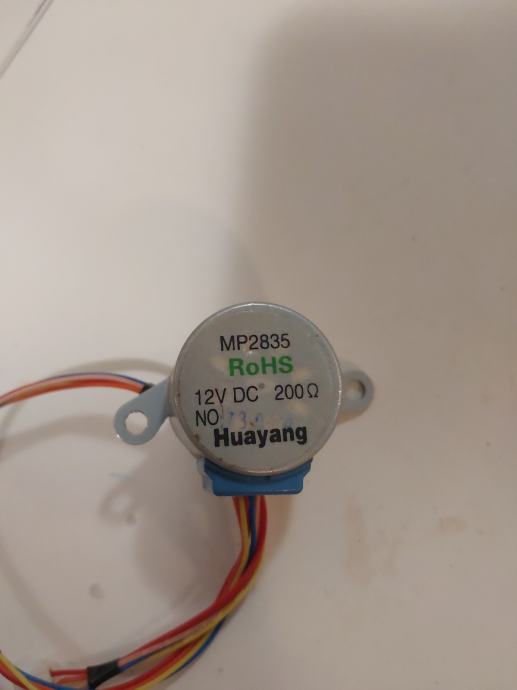 MP2835
RoHS
12V DC 200Ω
NO
Huayang